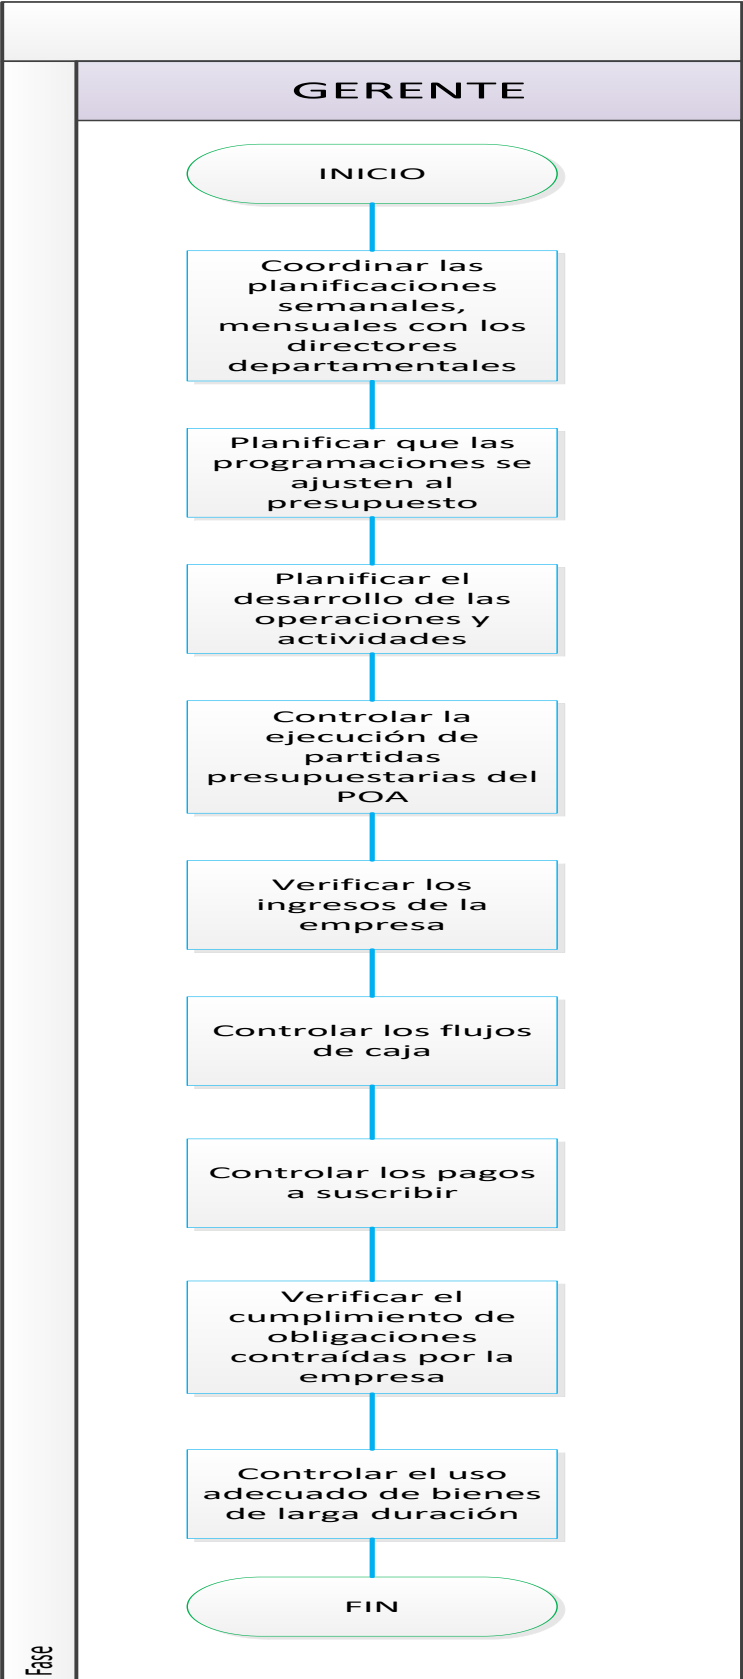 GERENTE
INICIO
Coordinar las
planificaciones
semanales,
mensuales con los
directores
departamentales
Planificar que las
programaciones se
ajusten al
presupuesto
Planificar el
desarrollo de las
operaciones y
actividades
Controlar la
ejecución de
partidas
presupuestarias del
POA
Verificar los
ingresos de la
empresa
Controlar los flujos
de caja
Controlar los pagos
a suscribir
Verificar el
cumplimiento de
obligaciones
contraídas por la
empresa
Controlar el uso
adecuado de bienes
de larga duración
FIN
Fase